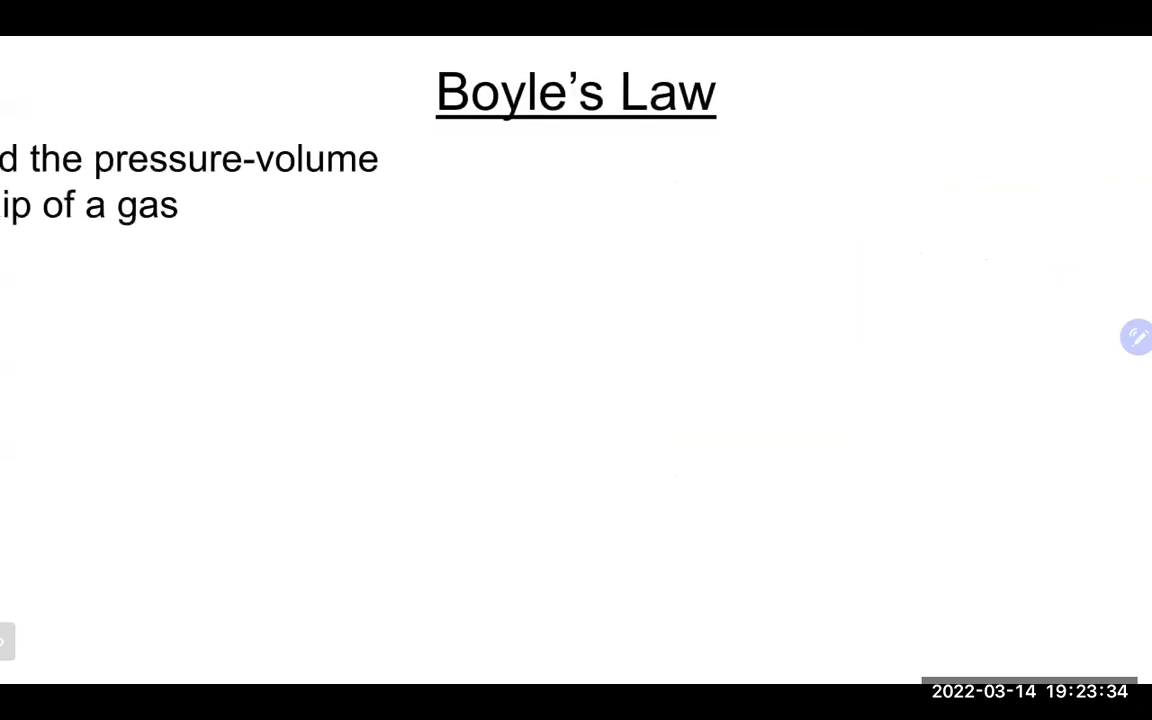 Boyle’s Law
d the pressure-volume
ip of a gas
2022-03-14 19:23:34